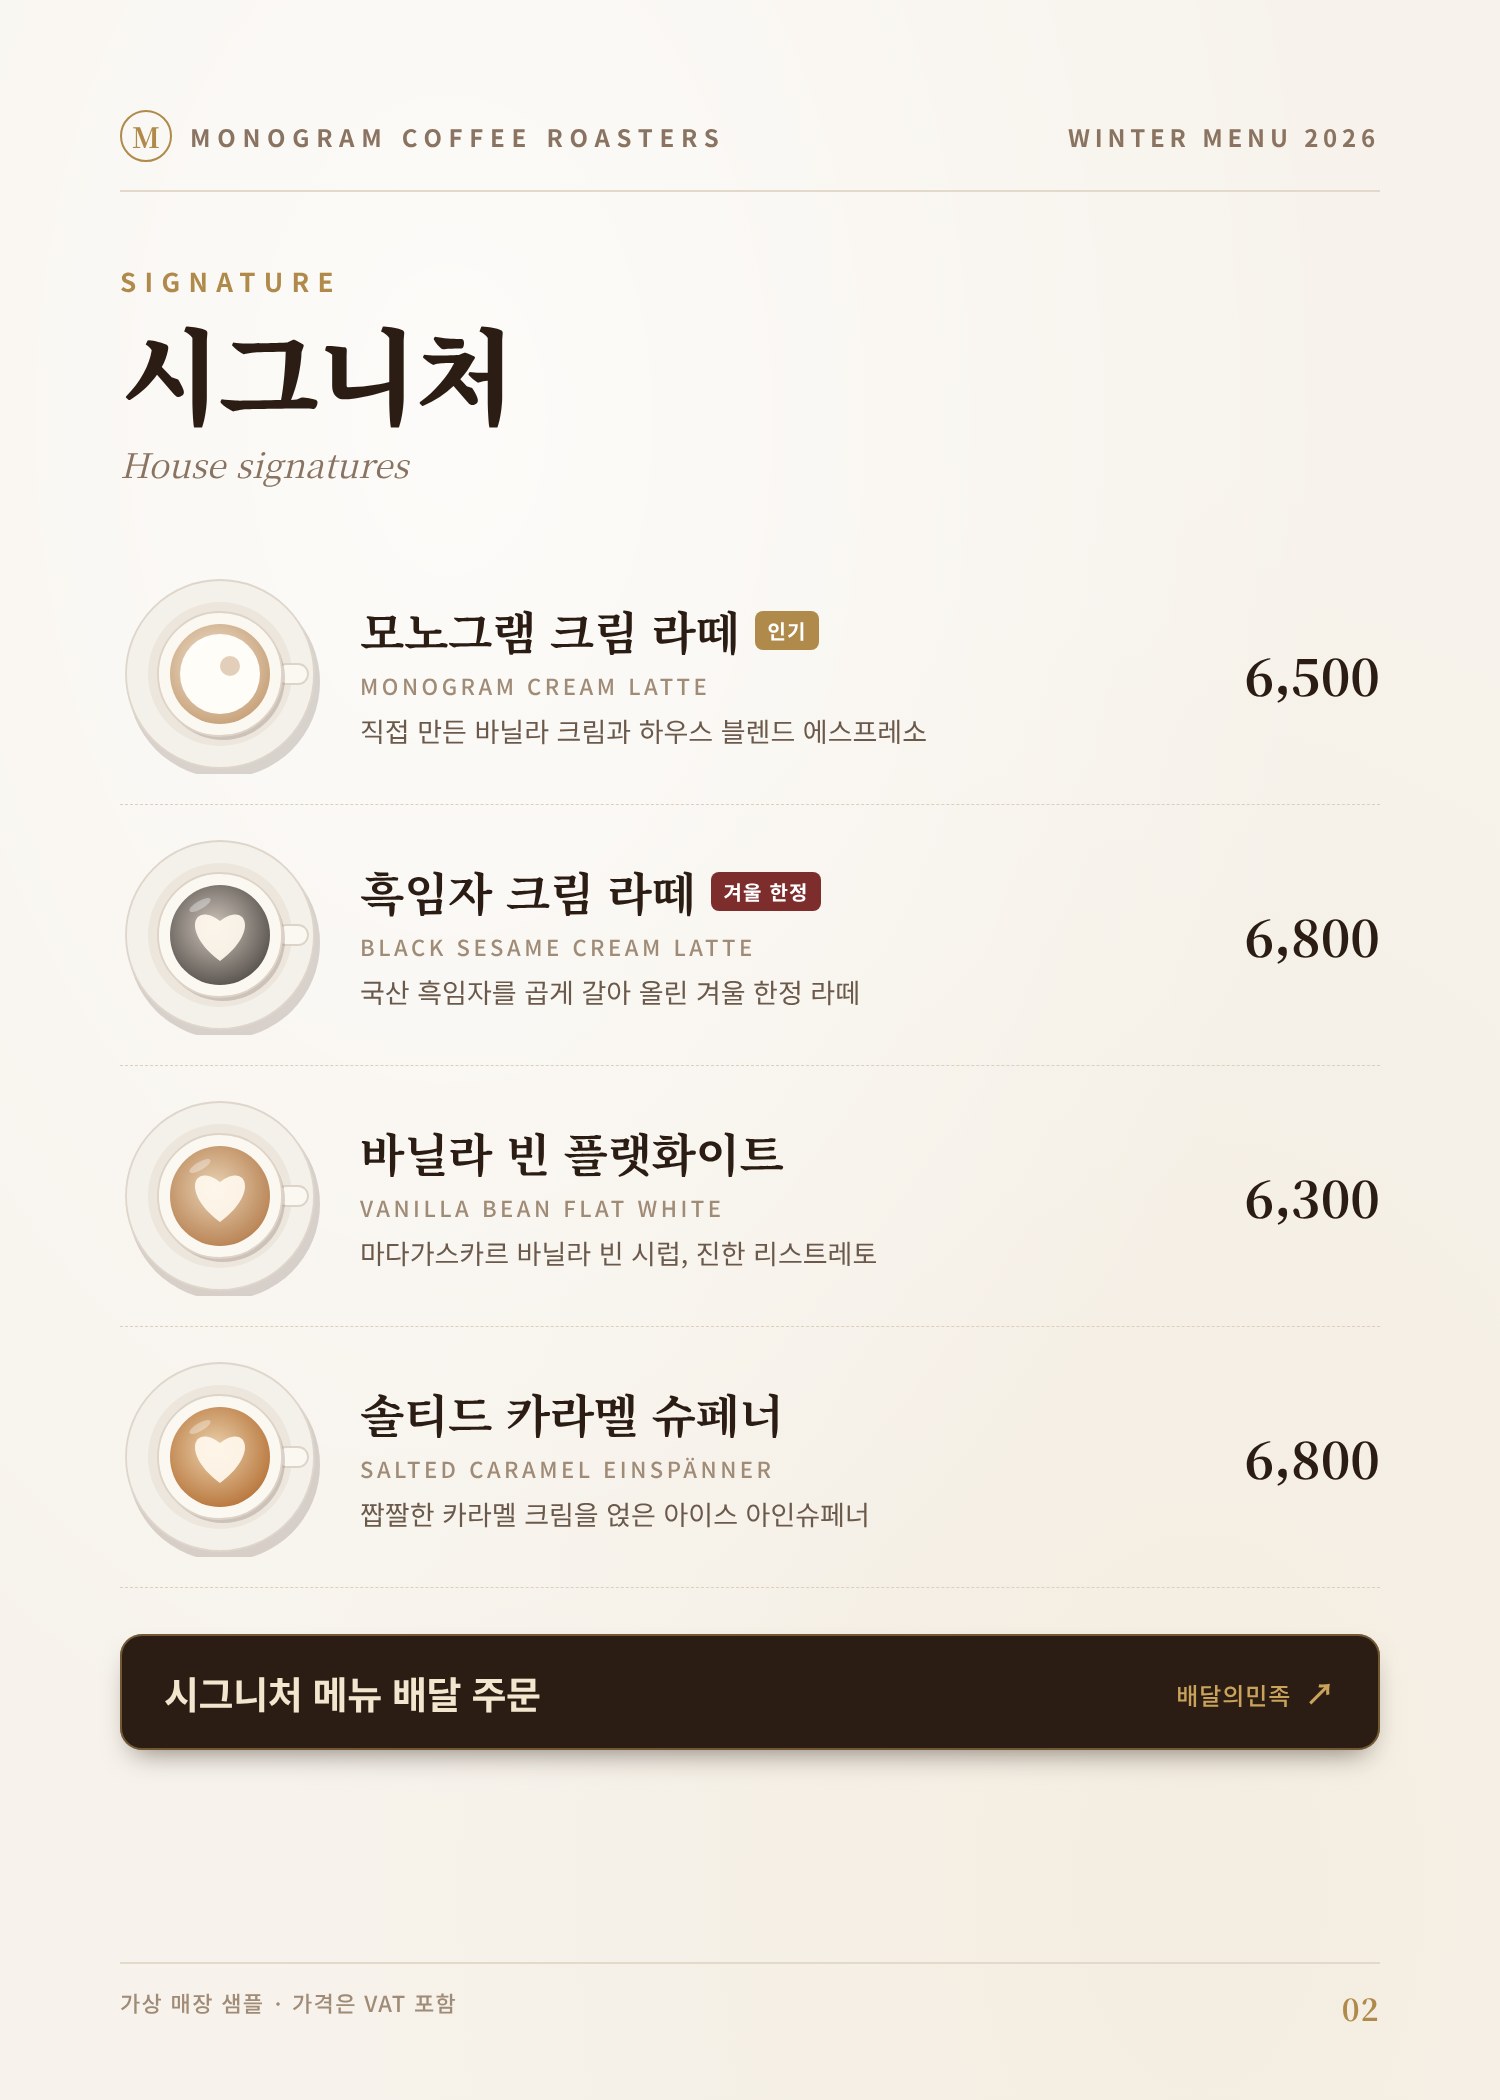 M MONOGRAM COFFEE ROASTERS
WINTER MENU 2026
SIGNATURE
시그니처
House signatures
모노그램 크림 라떼 인기
MONOGRAM CREAM LATTE
직접 만든 바닐라 크림과 하우스 블렌드 에스프레소
6,500
흑임자 크림 라떼 겨울 한정
BLACK SESAME CREAM LATTE
국산 흑임자를 곱게 갈아 올린 겨울 한정 라떼
6,800
바닐라 빈 플랫화이트
VANILLA BEAN FLAT WHITE
마다가스카르 바닐라 빈 시럽, 진한 리스트레토
6,300
솔티드 카라멜 슈페너
SALTED CARAMEL EINSPÄNNER
짭짤한 카라멜 크림을 얹은 아이스 아인슈페너
6,800
시그니처 메뉴 배달 주문
배달의민족 ↗
가상 매장 샘플 · 가격은 VAT 포함
02